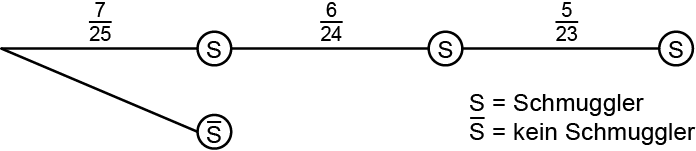 7/25 6/24 5/23
S S S
S̅
S = Schmuggler
S̅ = kein Schmuggler